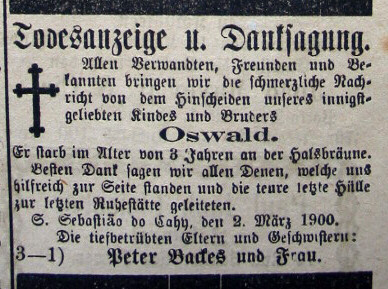 Todesanzeige u. Danksagung.
Allen Verwandten, Freunden und Be-
kannten bringen wir die schmerzliche Nach-
richt von dem Hinscheiden unseres innigst-
geliebten Kindes und Bruders
Oswald.
Er starb im Alter von 3 Jahren an der Halsbräune.
Besten Dank sagen wir allen Denen, welche uns
hilfreich zur Seite standen und die teure letzte Hülle
zur letzten Ruhestätte geleiteten.
S. Sebastião do Cahy, den 2. März 1900.
Die tiefbetrübten Eltern und Geschwistern:
3—1) Peter Backes und Frau.